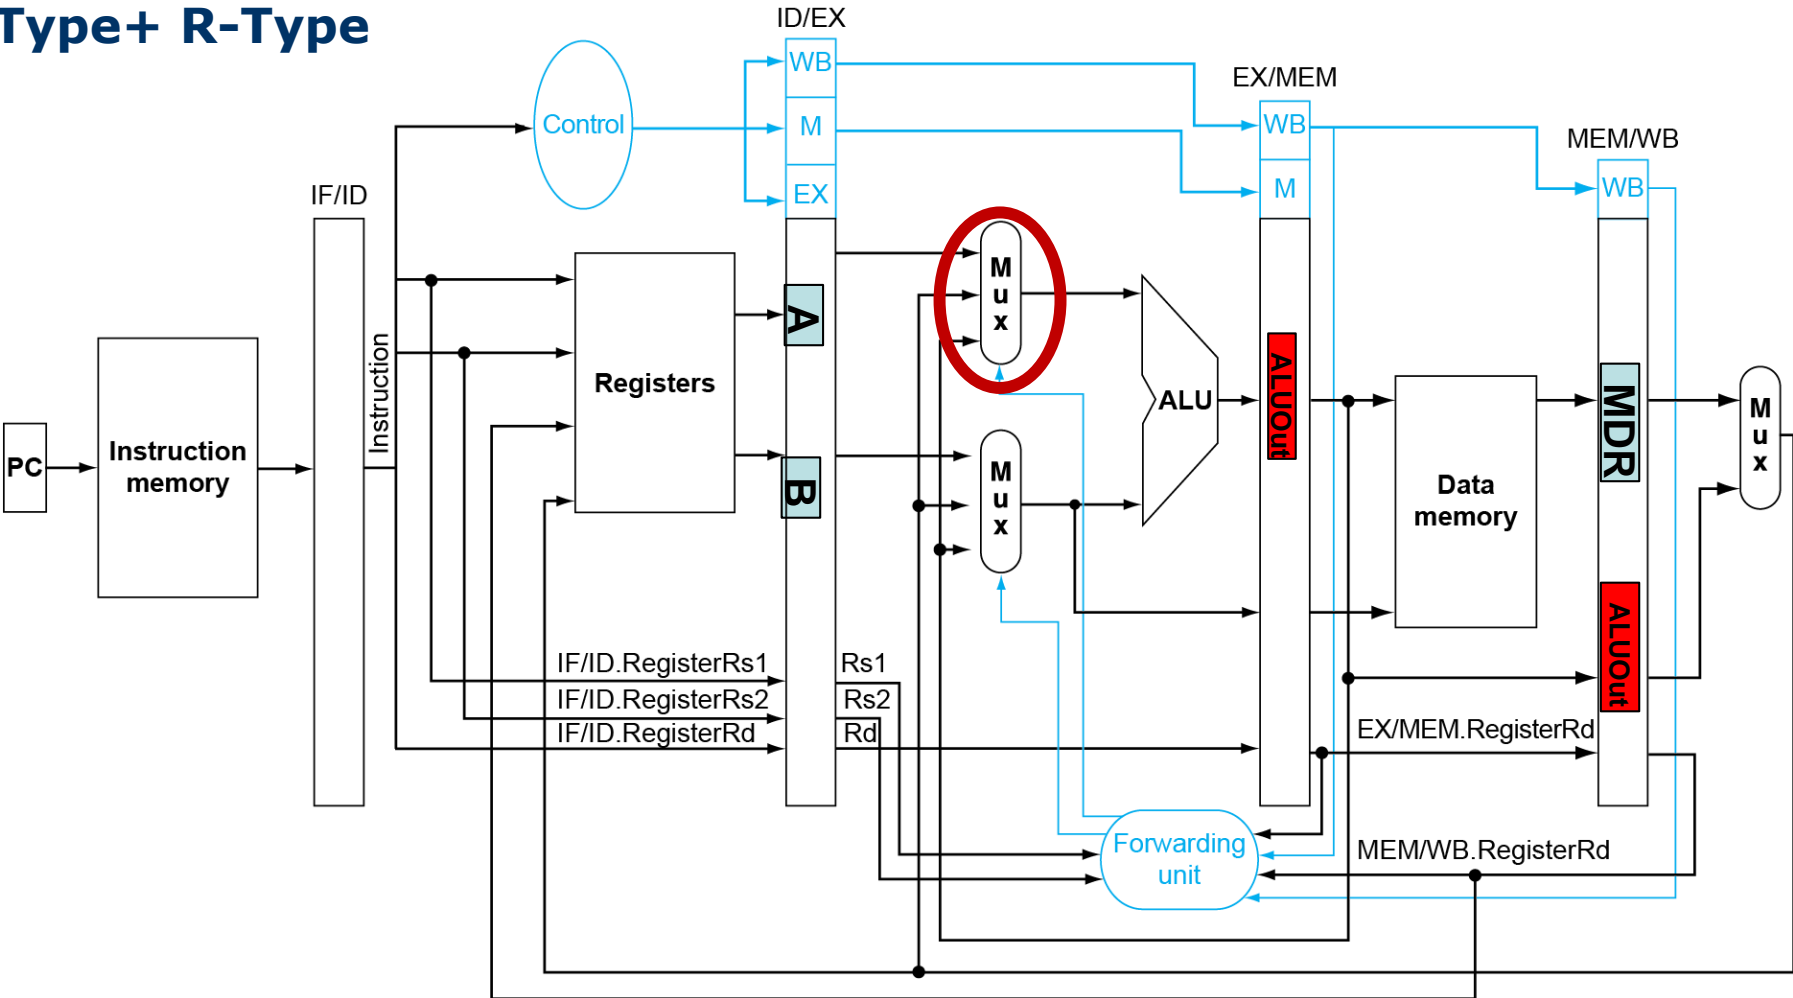 Type+ R-Type
ID/EX
WB
M
EX
EX/MEM
WB
M
MEM/WB
WB
Control
IF/ID
Instruction
PC
Instruction
memory
Registers
A
B
M
u
x
M
u
x
ALU
ALUOut
Data
memory
MDR
ALUOut
M
u
x
IF/ID.RegisterRs1
IF/ID.RegisterRs2
IF/ID.RegisterRd
Rs1
Rs2
Rd
EX/MEM.RegisterRd
Forwarding
unit
MEM/WB.RegisterRd